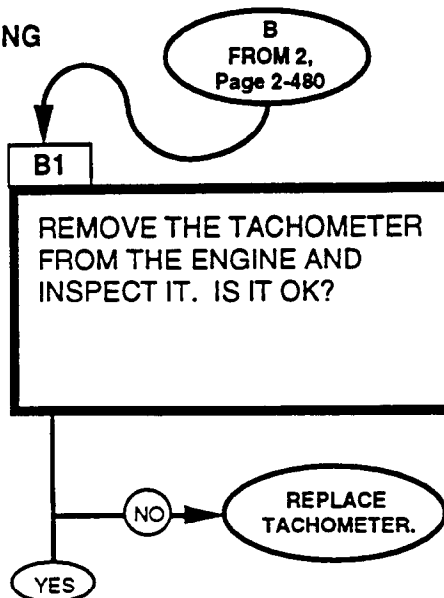 NG
B
FROM 2,
Page 2-480
B1
REMOVE THE TACHOMETER
FROM THE ENGINE AND
INSPECT IT. IS IT OK?
NO
REPLACE
TACHOMETER.
YES